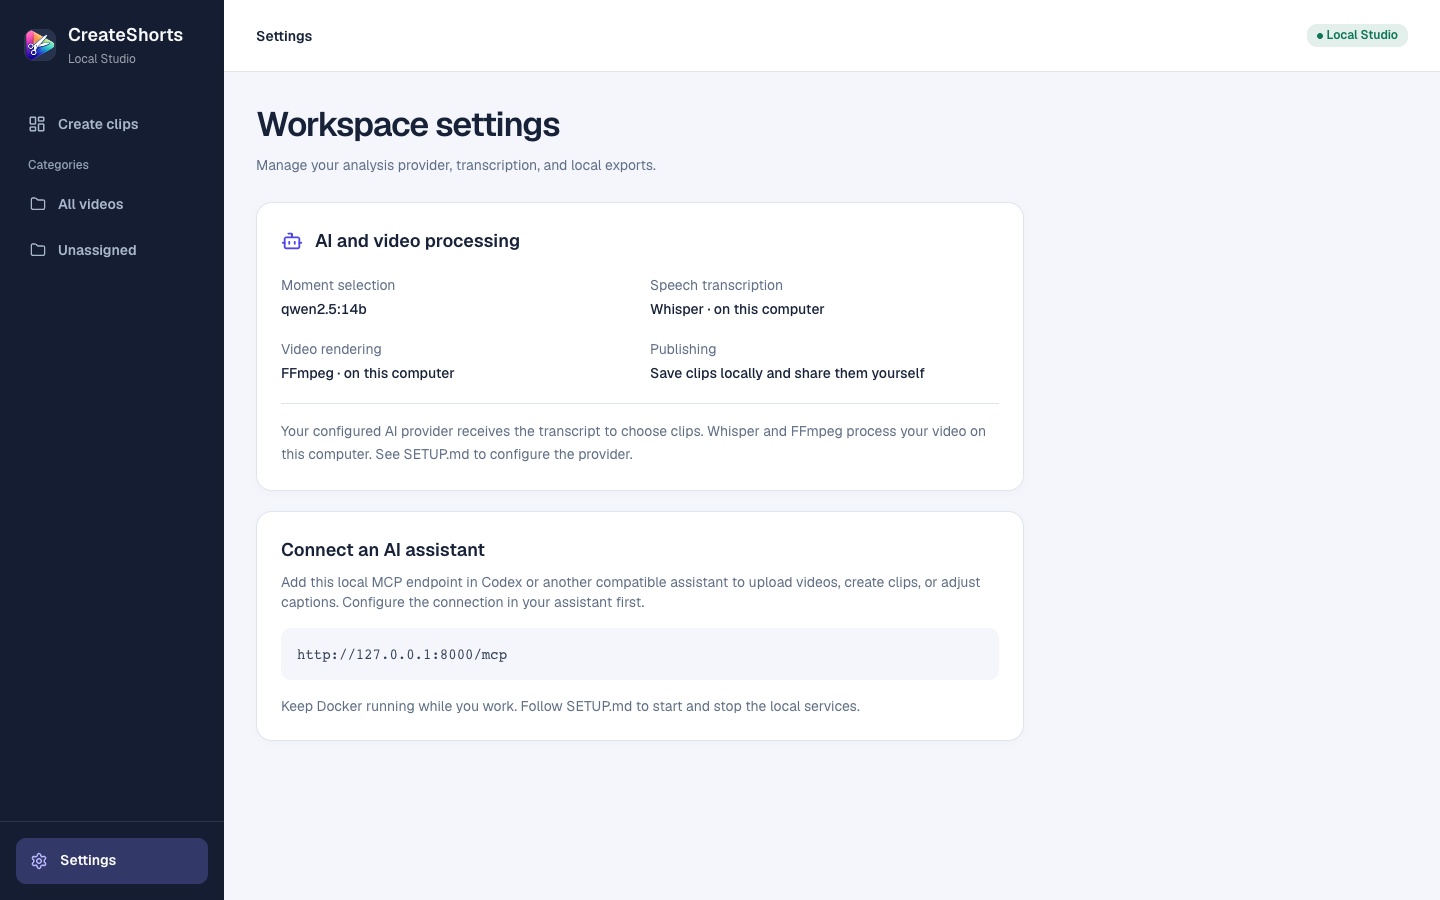 CreateShorts
Local Studio
Create clips
Categories
All videos
Unassigned
Settings
Settings
● Local Studio
Workspace settings
Manage your analysis provider, transcription, and local exports.
AI and video processing
Moment selection
qwen2.5:14b
Speech transcription
Whisper · on this computer
Video rendering
FFmpeg · on this computer
Publishing
Save clips locally and share them yourself
Your configured AI provider receives the transcript to choose clips. Whisper and FFmpeg process your video on
this computer. See SETUP.md to configure the provider.
Connect an AI assistant
Add this local MCP endpoint in Codex or another compatible assistant to upload videos, create clips, or adjust
captions. Configure the connection in your assistant first.
http://127.0.0.1:8000/mcp
Keep Docker running while you work. Follow SETUP.md to start and stop the local services.